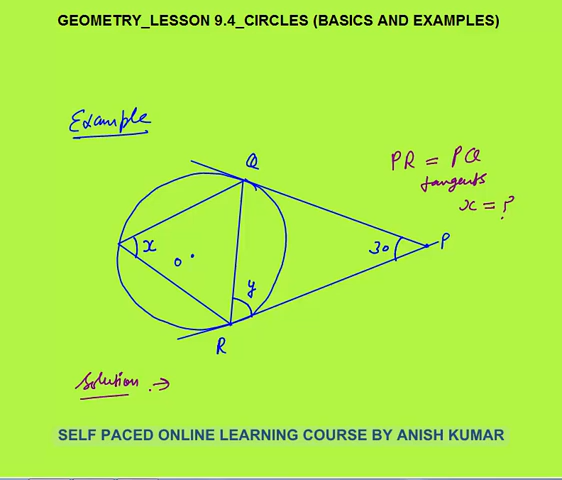 GEOMETRY_LESSON 9.4_CIRCLES (BASICS AND EXAMPLES)
Example
Q
PR = PQ
tangents
x = ?
x
O
30
P
y
R
Solution →
SELF PACED ONLINE LEARNING COURSE BY ANISH KUMAR